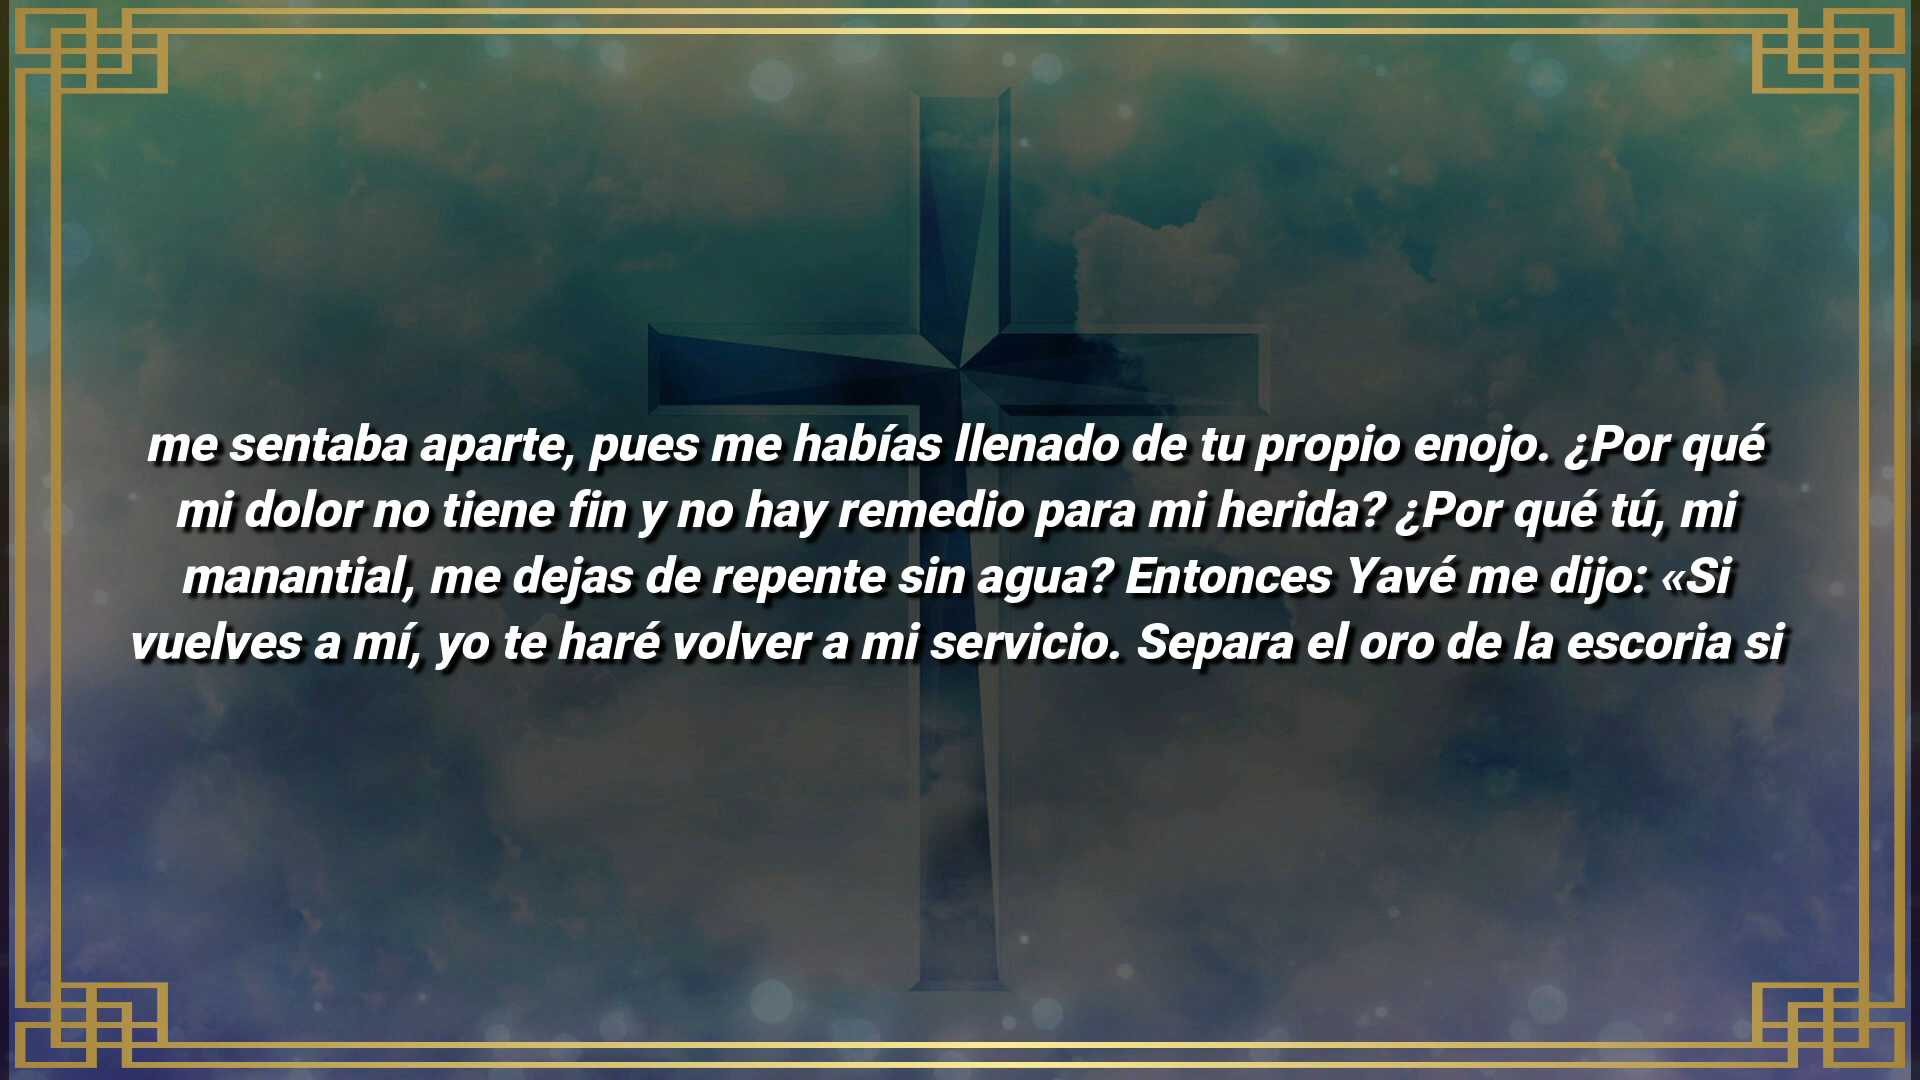 me sentaba aparte, pues me habías llenado de tu propio enojo. ¿Por qué
mi dolor no tiene fin y no hay remedio para mi herida? ¿Por qué tú, mi
manantial, me dejas de repente sin agua? Entonces Yavé me dijo: «Si
vuelves a mí, yo te haré volver a mi servicio. Separa el oro de la escoria si